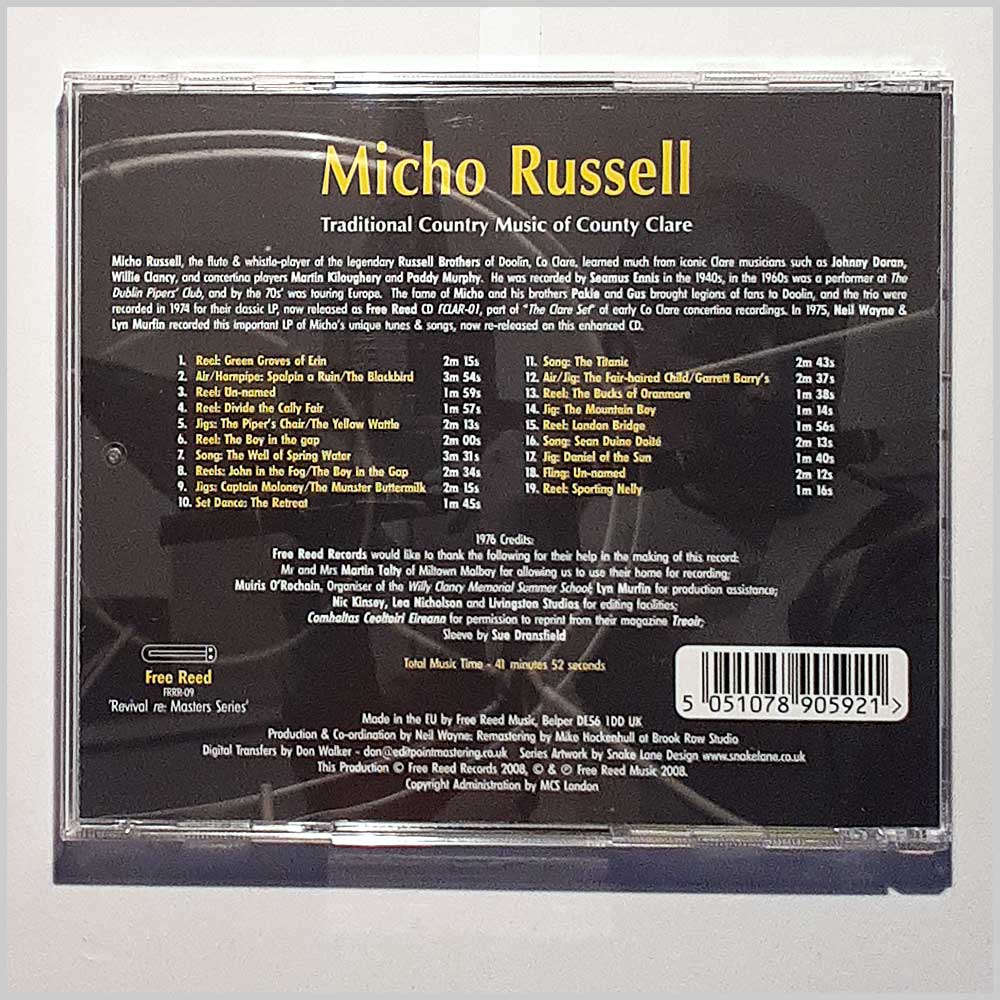 Micho Russell
Traditional Country Music of County Clare
Micho Russell, the flute & whistle-player of the legendary Russell Brothers of Doolin, Co Clare, learned much from iconic Clare musicians such as Johnny Doran,
Willie Clancy, and concertina players Martin Kiloughery and Paddy Murphy. He was recorded by Seamus Ennis in the 1940s, in the 1960s was a performer at The
Dublin Pipers' Club, and by the 70s' was touring Europe. The fame of Micho and his brothers Pakie and Gus brought legions of fans to Doolin, and the trio were
recorded in 1974 for their classic LP, now released as Free Reed CD FCLAR-01, part of "The Clare Set" of early Co Clare concertina recordings. In 1975, Neil Wayne &
Lyn Murfin recorded this important LP of Micho's unique tunes & songs, now re-released on this enhanced CD.
1. Reel: Green Groves of Erin 2m 15s
2. Air/Hornpipe: Spalpin a Ruin/The Blackbird 3m 54s
3. Reel: Un-named 1m 59s
4. Reel: Divide the Cally Fair 1m 57s
5. Jigs: The Piper's Chair/The Yellow Wattle 2m 13s
6. Reel: The Boy in the gap 2m 00s
7. Song: The Well of Spring Water 3m 31s
8. Reels: John in the Fog/The Boy in the Gap 2m 34s
9. Jigs: Captain Moloney/The Munster Buttermilk 2m 15s
10. Set Dance: The Retreat 1m 45s
11. Song: The Titanic 2m 43s
12. Air/Jig: The Fair-haired Child/Garrett Barry's 2m 37s
13. Reel: The Bucks of Oranmore 1m 38s
14. Jig: The Mountain Boy 1m 14s
15. Reel: London Bridge 1m 56s
16. Song: Sean Duine Doité 2m 13s
17. Jig: Daniel of the Sun 1m 40s
18. Fling: Un-named 2m 12s
19. Reel: Sporting Nelly 1m 16s
1976 Credits:
Free Reed Records would like to thank the following for their help in the making of this record:
Mr and Mrs Martin Talty of Miltown Malbay for allowing us to use their home for recording;
Muiris O'Rochain, Organiser of the Willy Clancy Memorial Summer School; Lyn Murfin for production assistance;
Nic Kinsey, Lea Nicholson and Livingston Studios for editing facilities;
Comhaltas Ceoltoiri Eireann for permission to reprint from their magazine Treoir;
Sleeve by Sue Dransfield
Total Music Time - 41 minutes 52 seconds
Free Reed
FRRR-09
'Revival re: Masters Series'
5 051078 905921 >
Made in the EU by Free Reed Music, Belper DE56 1DD UK
Production & Co-ordination by Neil Wayne: Remastering by Mike Hockenhull at Brook Row Studio
Digital Transfers by Don Walker - don@editpointmastering.co.uk Series Artwork by Snake Lane Design www.snakelane.co.uk
This Production © Free Reed Records 2008, © & ℗ Free Reed Music 2008.
Copyright Administration by MCS London